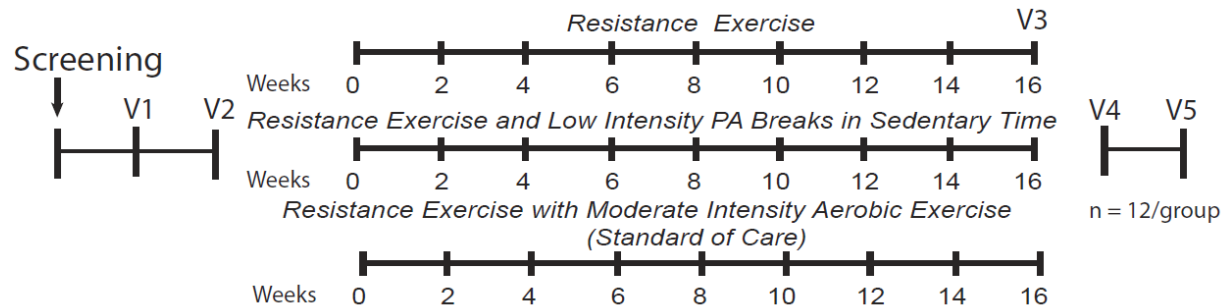 Screening
V1
V2
Resistance Exercise
V3
Weeks 0 2 4 6 8 10 12 14 16
Resistance Exercise and Low Intensity PA Breaks in Sedentary Time
Weeks 0 2 4 6 8 10 12 14 16
Resistance Exercise with Moderate Intensity Aerobic Exercise
(Standard of Care)
Weeks 0 2 4 6 8 10 12 14 16
V4
V5
n = 12/group